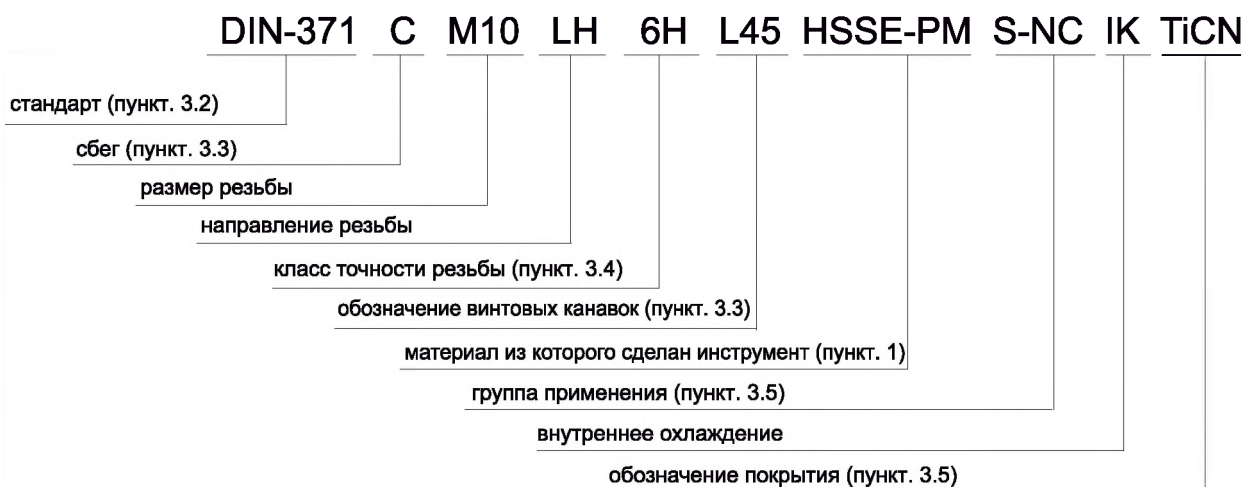 DIN-371 C M10 LH 6H L45 HSSE-PM S-NC IK TiCN
стандарт (пункт. 3.2)
сбег (пункт. 3.3)
размер резьбы
направление резьбы
класс точности резьбы (пункт. 3.4)
обозначение винтовых канавок (пункт. 3.3)
материал из которого сделан инструмент (пункт. 1)
группа применения (пункт. 3.5)
внутреннее охлаждение
обозначение покрытия (пункт. 3.5)